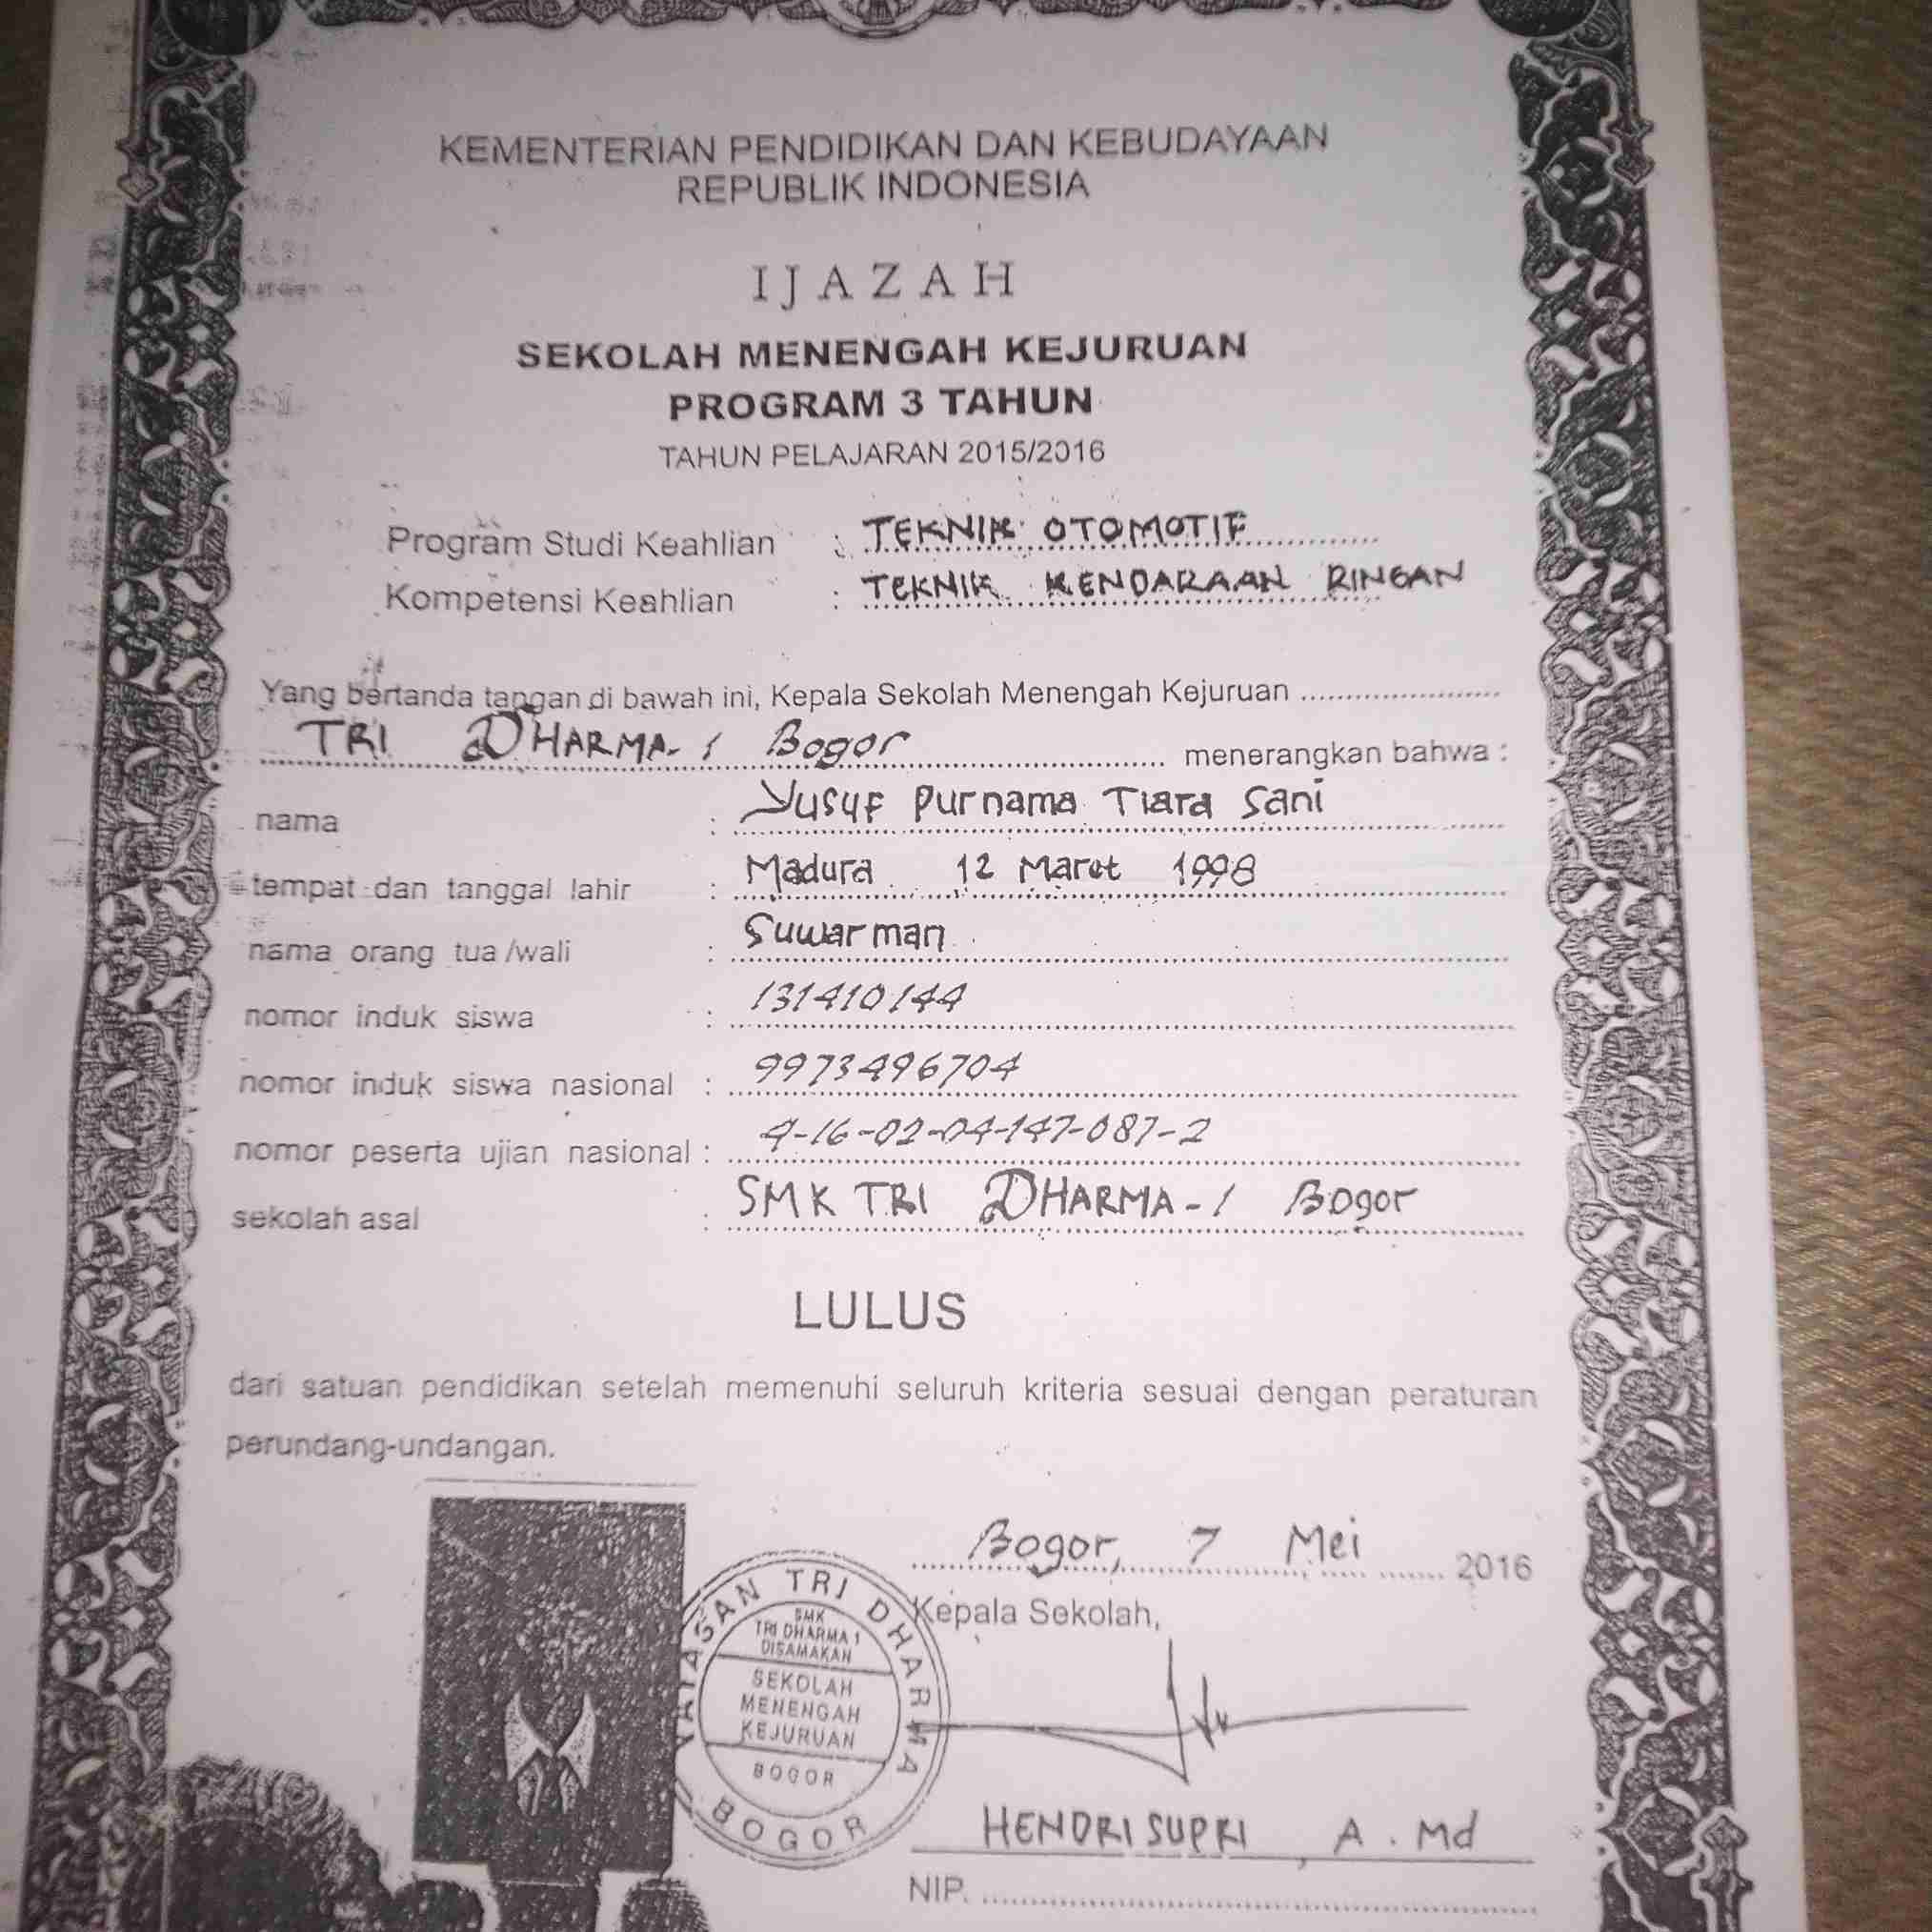 KEMENTERIAN PENDIDIKAN DAN KEBUDAYAAN
REPUBLIK INDONESIA
IJAZAH
SEKOLAH MENENGAH KEJURUAN
PROGRAM 3 TAHUN
TAHUN PELAJARAN 2015/2016
Program Studi Keahlian : TEKNIK OTOMOTIF
Kompetensi Keahlian : TEKNIK KENDARAAN RINGAN
Yang bertanda tangan di bawah ini, Kepala Sekolah Menengah Kejuruan
TRI DHARMA-1 Bogor menerangkan bahwa :
nama : Yusuf Purnama Tiara Sani
tempat dan tanggal lahir : Madura 12 Maret 1998
nama orang tua /wali : Suwarman
nomor induk siswa : 131410144
nomor induk siswa nasional : 9973496704
nomor peserta ujian nasional : 4-16-02-04-147-087-2
sekolah asal : SMK TRI DHARMA-1 Bogor
LULUS
dari satuan pendidikan setelah memenuhi seluruh kriteria sesuai dengan peraturan
perundang-undangan.
Bogor, 7 Mei 2016
Kepala Sekolah,
YAYASAN TRI DHARMA
SMK
TRI DHARMA 1
DISAMAKAN
SEKOLAH
MENENGAH
KEJURUAN
BOGOR
BOGOR
HENDRI SUPRI, A.Md
NIP.